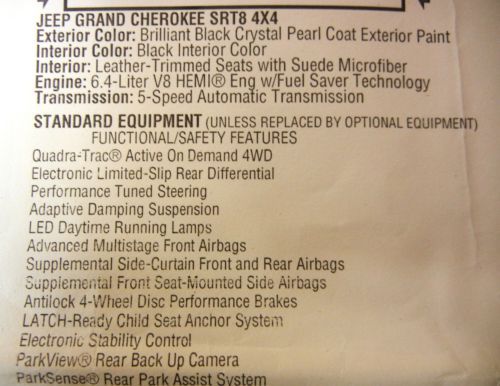 JEEP GRAND CHEROKEE SRT8 4X4
Exterior Color: Brilliant Black Crystal Pearl Coat Exterior Paint
Interior Color: Black Interior Color
Interior: Leather-Trimmed Seats with Suede Microfiber
Engine: 6.4-Liter V8 HEMI® Eng w/Fuel Saver Technology
Transmission: 5-Speed Automatic Transmission
STANDARD EQUIPMENT (UNLESS REPLACED BY OPTIONAL EQUIPMENT)
FUNCTIONAL/SAFETY FEATURES
Quadra-Trac® Active On Demand 4WD
Electronic Limited-Slip Rear Differential
Performance Tuned Steering
Adaptive Damping Suspension
LED Daytime Running Lamps
Advanced Multistage Front Airbags
Supplemental Side-Curtain Front and Rear Airbags
Supplemental Front Seat-Mounted Side Airbags
Antilock 4-Wheel Disc Performance Brakes
LATCH-Ready Child Seat Anchor System
Electronic Stability Control
ParkView® Rear Back Up Camera
ParkSense® Rear Park Assist System